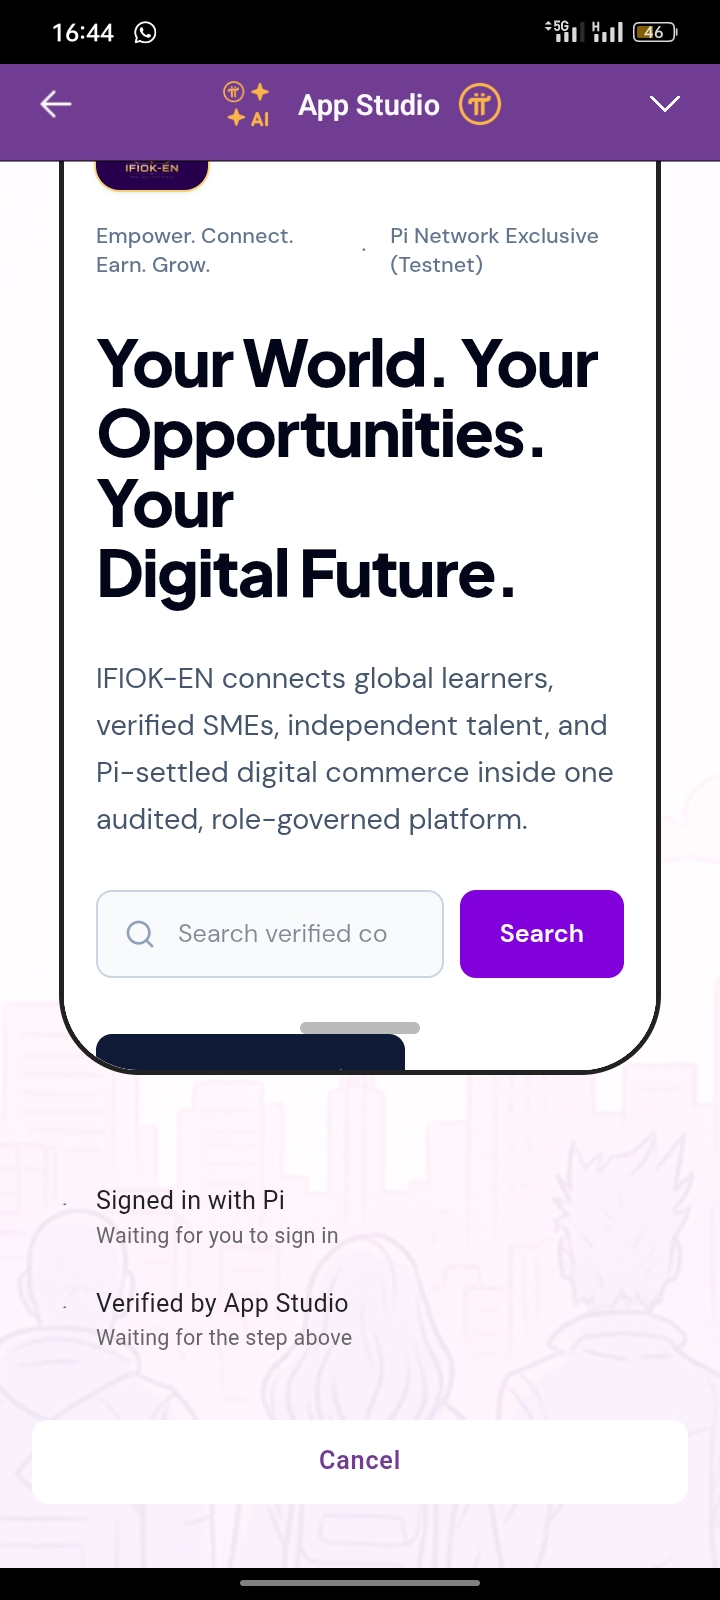 16:44
5G
H
46
AI
App Studio
IFIOK-EN
Empower. Connect.
Earn. Grow.
·
Pi Network Exclusive
(Testnet)
Your World. Your
Opportunities.
Your
Digital Future.
IFIOK-EN connects global learners,
verified SMEs, independent talent, and
Pi-settled digital commerce inside one
audited, role-governed platform.
Search verified co
Search
Signed in with Pi
Waiting for you to sign in
Verified by App Studio
Waiting for the step above
Cancel